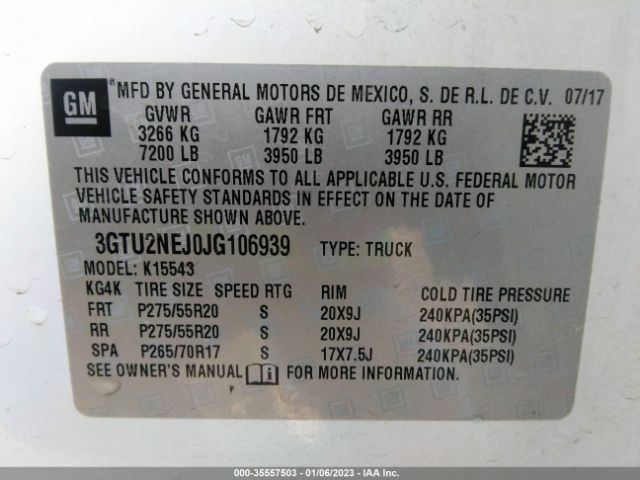 GM
MFD BY GENERAL MOTORS DE MEXICO, S. DE R.L. DE C.V. 07/17
GVWR GAWR FRT GAWR RR
3266 KG 1792 KG 1792 KG
7200 LB 3950 LB 3950 LB
THIS VEHICLE CONFORMS TO ALL APPLICABLE U.S. FEDERAL MOTOR
VEHICLE SAFETY STANDARDS IN EFFECT ON THE DATE OF
MANUFACTURE SHOWN ABOVE.
3GTU2NEJ0JG106939 TYPE: TRUCK
MODEL: K15543
KG4K TIRE SIZE SPEED RTG RIM COLD TIRE PRESSURE
FRT P275/55R20 S 20X9J 240KPA(35PSI)
RR P275/55R20 S 20X9J 240KPA(35PSI)
SPA P265/70R17 S 17X7.5J 240KPA(35PSI)
SEE OWNER'S MANUAL i FOR MORE INFORMATION.
000-35557503 - 01/06/2023 - IAA Inc.